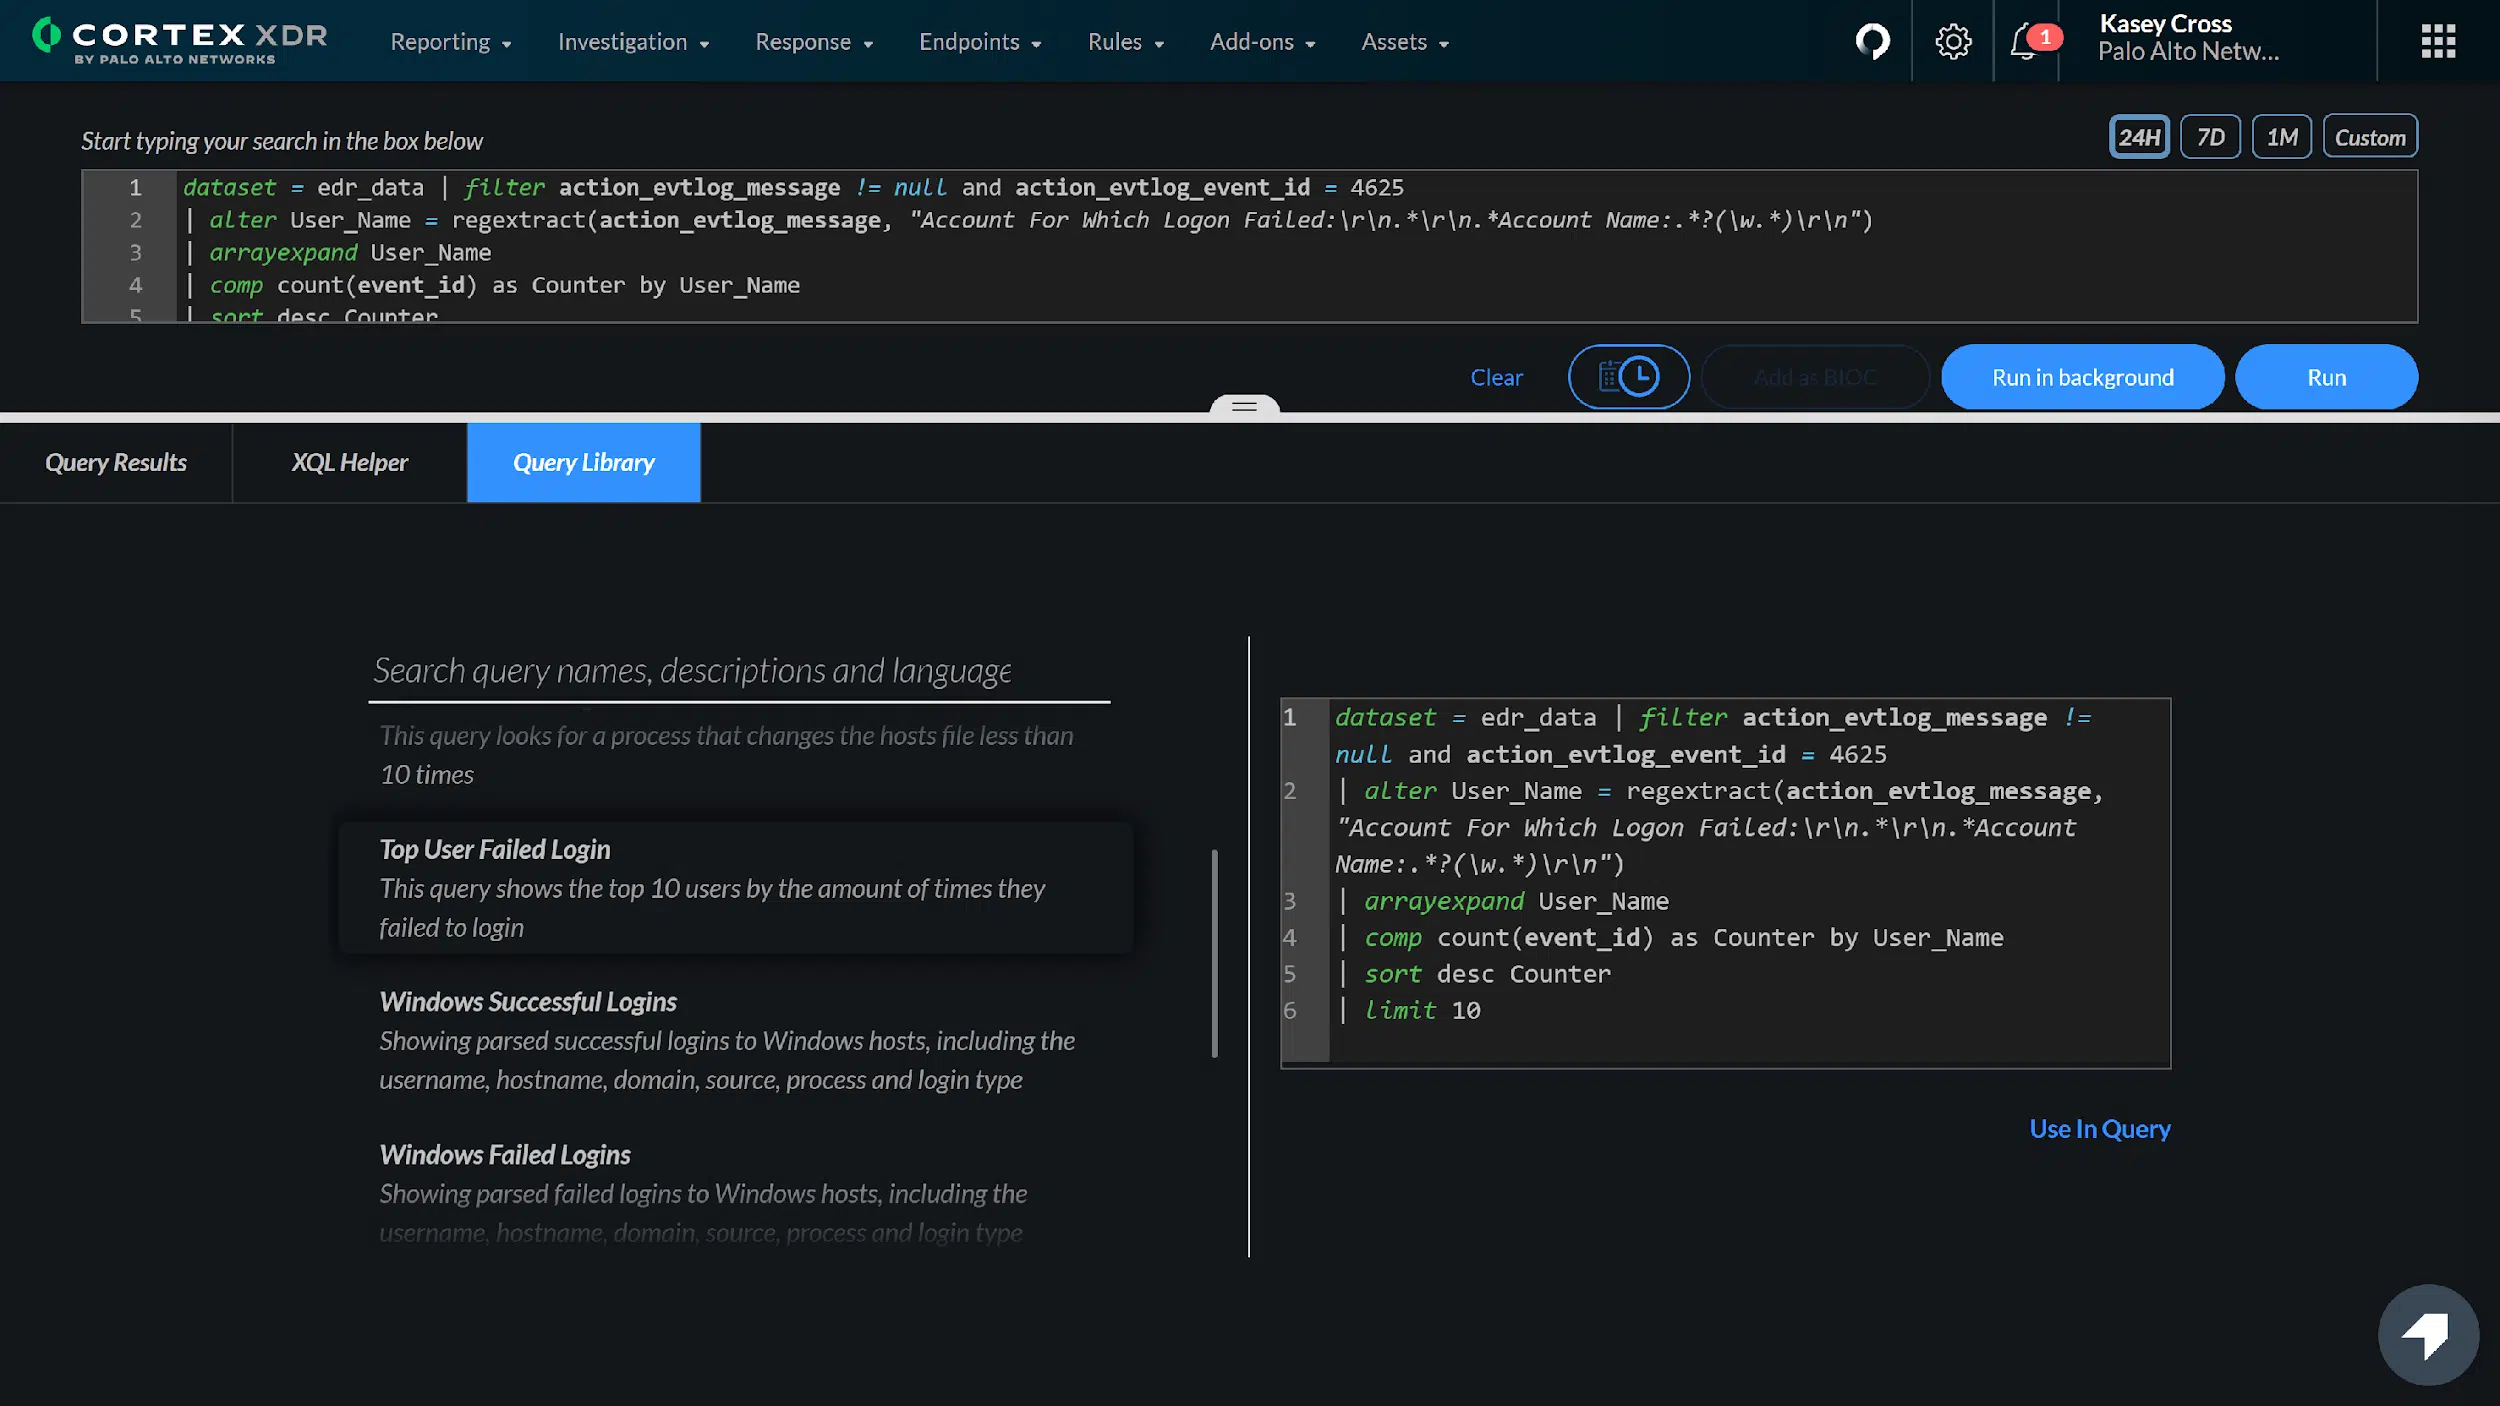 CORTEX XDR
BY PALO ALTO NETWORKS
Reporting
Investigation
Response
Endpoints
Rules
Add-ons
Assets
1
Kasey Cross
Palo Alto Netw...
Start typing your search in the box below
24H
7D
1M
Custom
1 dataset = edr_data | filter action_evtlog_message != null and action_evtlog_event_id = 4625
2 | alter User_Name = regextract(action_evtlog_message, "Account For Which Logon Failed:\r\n.*\r\n.*Account Name:.*?(\w.*)\r\n")
3 | arrayexpand User_Name
4 | comp count(event_id) as Counter by User_Name
5 | sort desc Counter
Clear
Add as BIOC
Run in background
Run
Query Results
XQL Helper
Query Library
Search query names, descriptions and language
This query looks for a process that changes the hosts file less than
10 times
Top User Failed Login
This query shows the top 10 users by the amount of times they
failed to login
Windows Successful Logins
Showing parsed successful logins to Windows hosts, including the
username, hostname, domain, source, process and login type
Windows Failed Logins
Showing parsed failed logins to Windows hosts, including the
username, hostname, domain, source, process and login type
1 dataset = edr_data | filter action_evtlog_message !=
null and action_evtlog_event_id = 4625
2 | alter User_Name = regextract(action_evtlog_message,
"Account For Which Logon Failed:\r\n.*\r\n.*Account
Name:.*?(\w.*)\r\n")
3 | arrayexpand User_Name
4 | comp count(event_id) as Counter by User_Name
5 | sort desc Counter
6 | limit 10
Use In Query